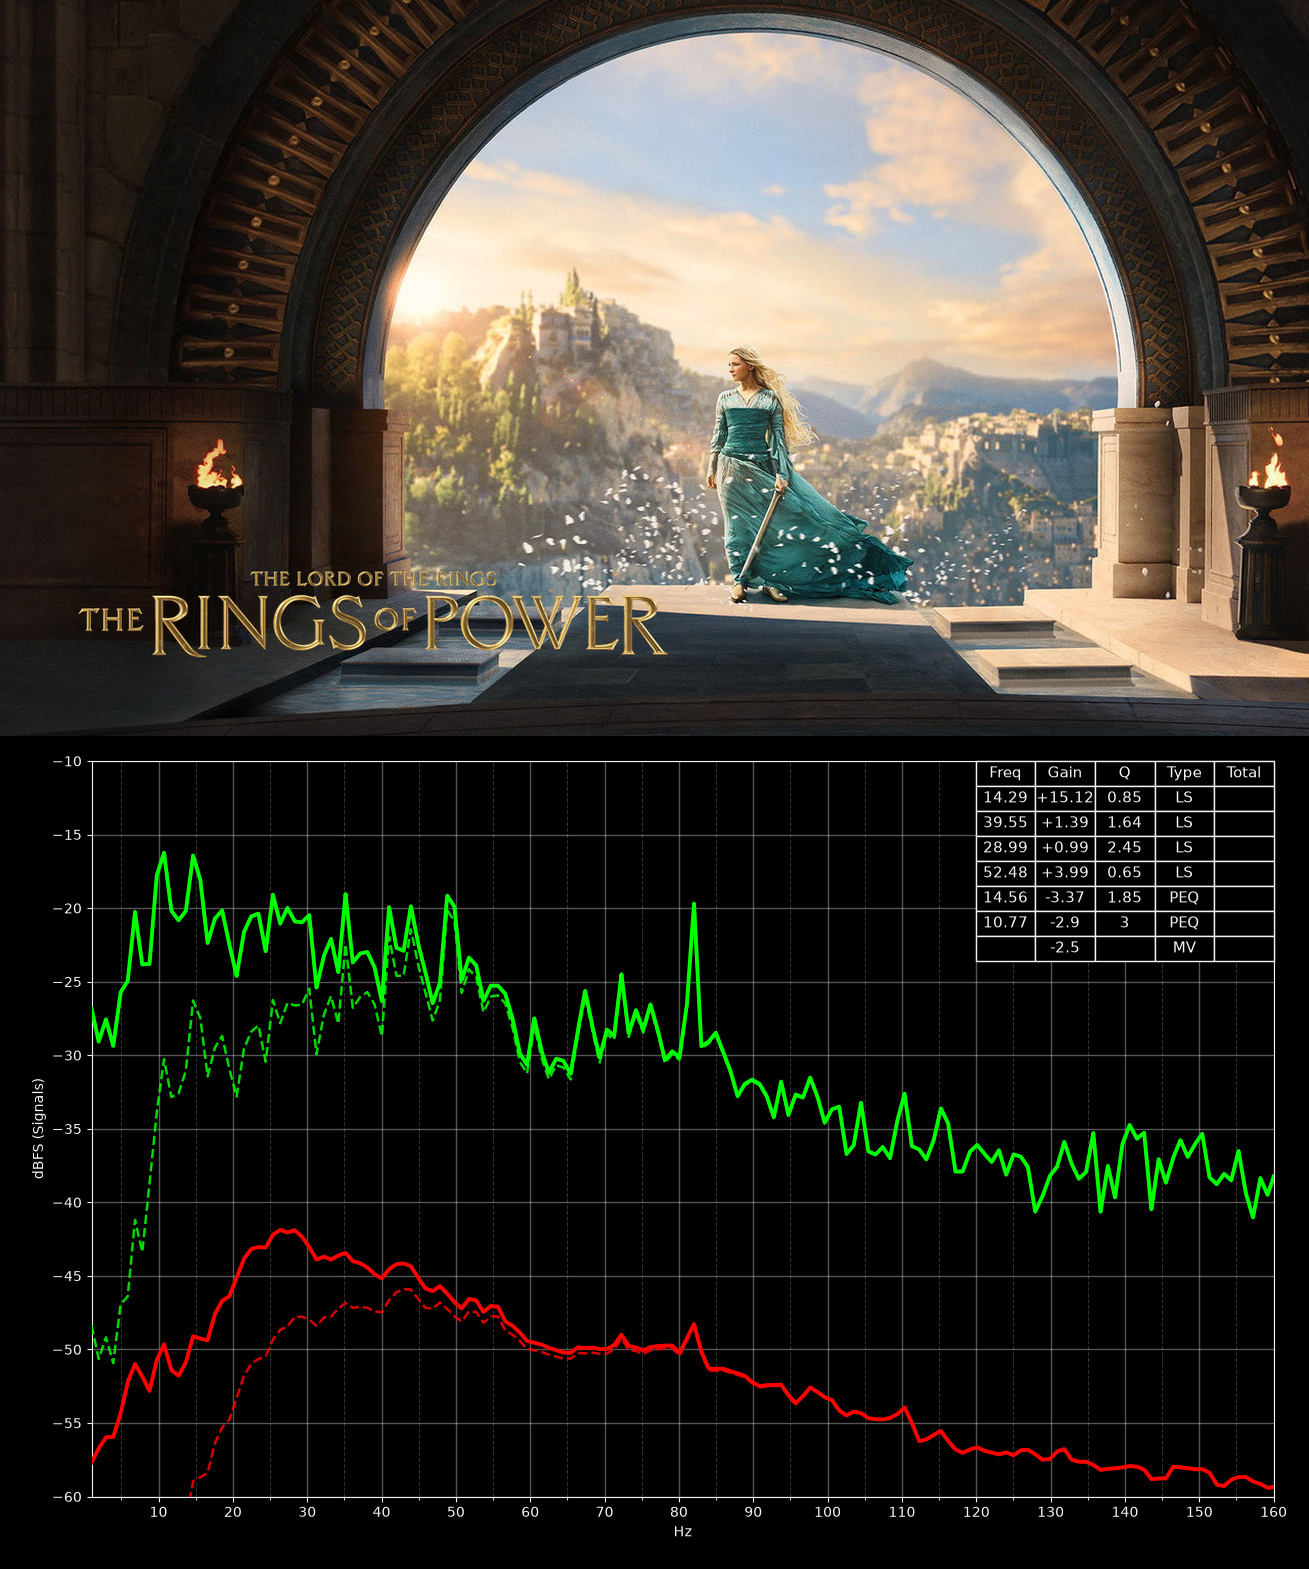 THE LORD OF THE RINGS
THE RINGS OF POWER
Freq Gain Q Type Total
14.29 +15.12 0.85 LS
39.55 +1.39 1.64 LS
28.99 +0.99 2.45 LS
52.48 +3.99 0.65 LS
14.56 -3.37 1.85 PEQ
10.77 -2.9 3 PEQ
-2.5 MV
−10
−15
−20
−25
−30
−35
−40
−45
−50
−55
−60
dBFS (Signals)
10 20 30 40 50 60 70 80 90 100 110 120 130 140 150 160
Hz